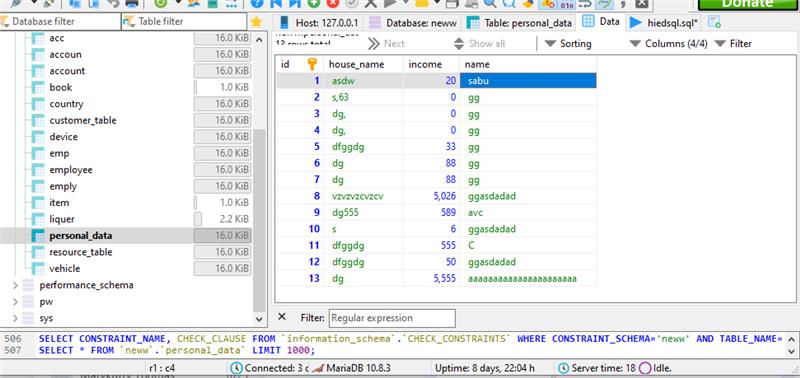 Donate
Database filter Table filter
Host: 127.0.0.1 Database: neww Table: personal_data Data hiedsql.sql*
13 rows total Next Show all Sorting Columns (4/4) Filter
acc 16.0 KiB
accoun 16.0 KiB
account 16.0 KiB
book 1.0 KiB
country 16.0 KiB
customer_table 16.0 KiB
device 16.0 KiB
emp 16.0 KiB
employee 16.0 KiB
emply 16.0 KiB
item 1.0 KiB
liquer 2.2 KiB
personal_data 16.0 KiB
resource_table 16.0 KiB
vehicle 16.0 KiB
performance_schema
pw
sys
id house_name income name
1 asdw 20 sabu
2 s,63 0 gg
3 dg, 0 gg
4 dg, 0 gg
5 dfggdg 33 gg
6 dg 88 gg
7 dg 88 gg
8 vzvzvzcvzcv 5,026 ggasdadad
9 dg555 589 avc
10 s 6 ggasdadad
11 dfggdg 555 C
12 dfggdg 50 ggasdadad
13 dg 5,555 aaaaaaaaaaaaaaaaaaaaaa
Filter: Regular expression
506 SELECT CONSTRAINT_NAME, CHECK_CLAUSE FROM `information_schema`.`CHECK_CONSTRAINTS` WHERE CONSTRAINT_SCHEMA='neww' AND TABLE_NAME=
507 SELECT * FROM `neww`.`personal_data` LIMIT 1000;
r1 : c4 Connected: 3 MariaDB 10.8.3 Uptime: 8 days, 22:04 h Server time: 18 Idle.